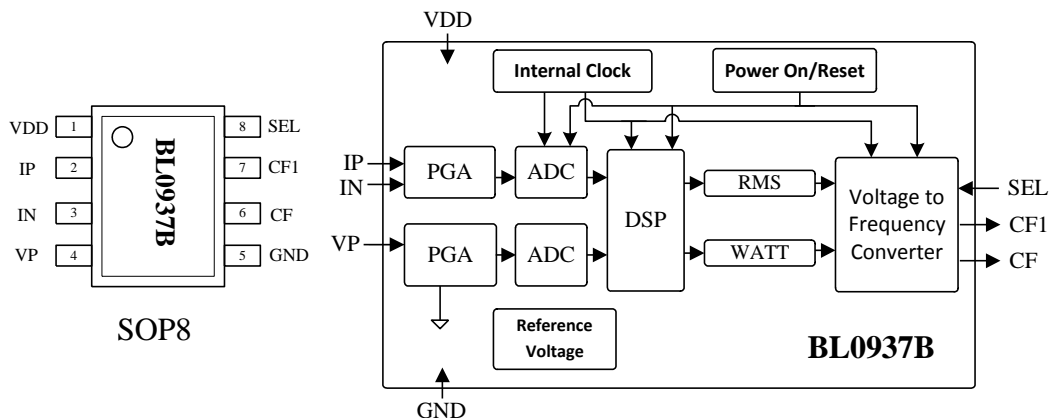 VDD
Internal Clock
Power On/Reset
VDD 1
8 SEL
IP 2
7 CF1
IN 3
6 CF
VP 4
5 GND
BL0937B
SOP8
IP
IN
PGA
ADC
DSP
RMS
Voltage to
Frequency
Converter
SEL
CF1
CF
VP
PGA
ADC
WATT
Reference
Voltage
BL0937B
GND